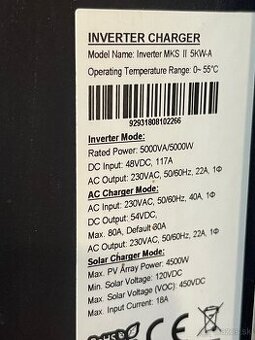 INVERTER CHARGER
Model Name: Inverter MKS II 5KW-A
Operating Temperature Range: 0~ 55°C
92931808102266
Inverter Mode:
Rated Power: 5000VA/5000W
DC Input: 48VDC, 117A
AC Output: 230VAC, 50/60HZ, 22A, 1Φ
AC Charger Mode:
AC Input: 230VAC, 50/60HZ, 40A, 1Φ
DC Output: 54VDC,
Max. 80A, Default 60A
AC Output: 230VAC, 50/60HZ, 22A, 1Φ
Solar Charger Mode:
Max. PV Array Power: 4500W
Min. Solar Voltage: 120VDC
Max. Solar Voltage (VOC): 450VDC
Max. Input Current: 18A
RoHS
CE